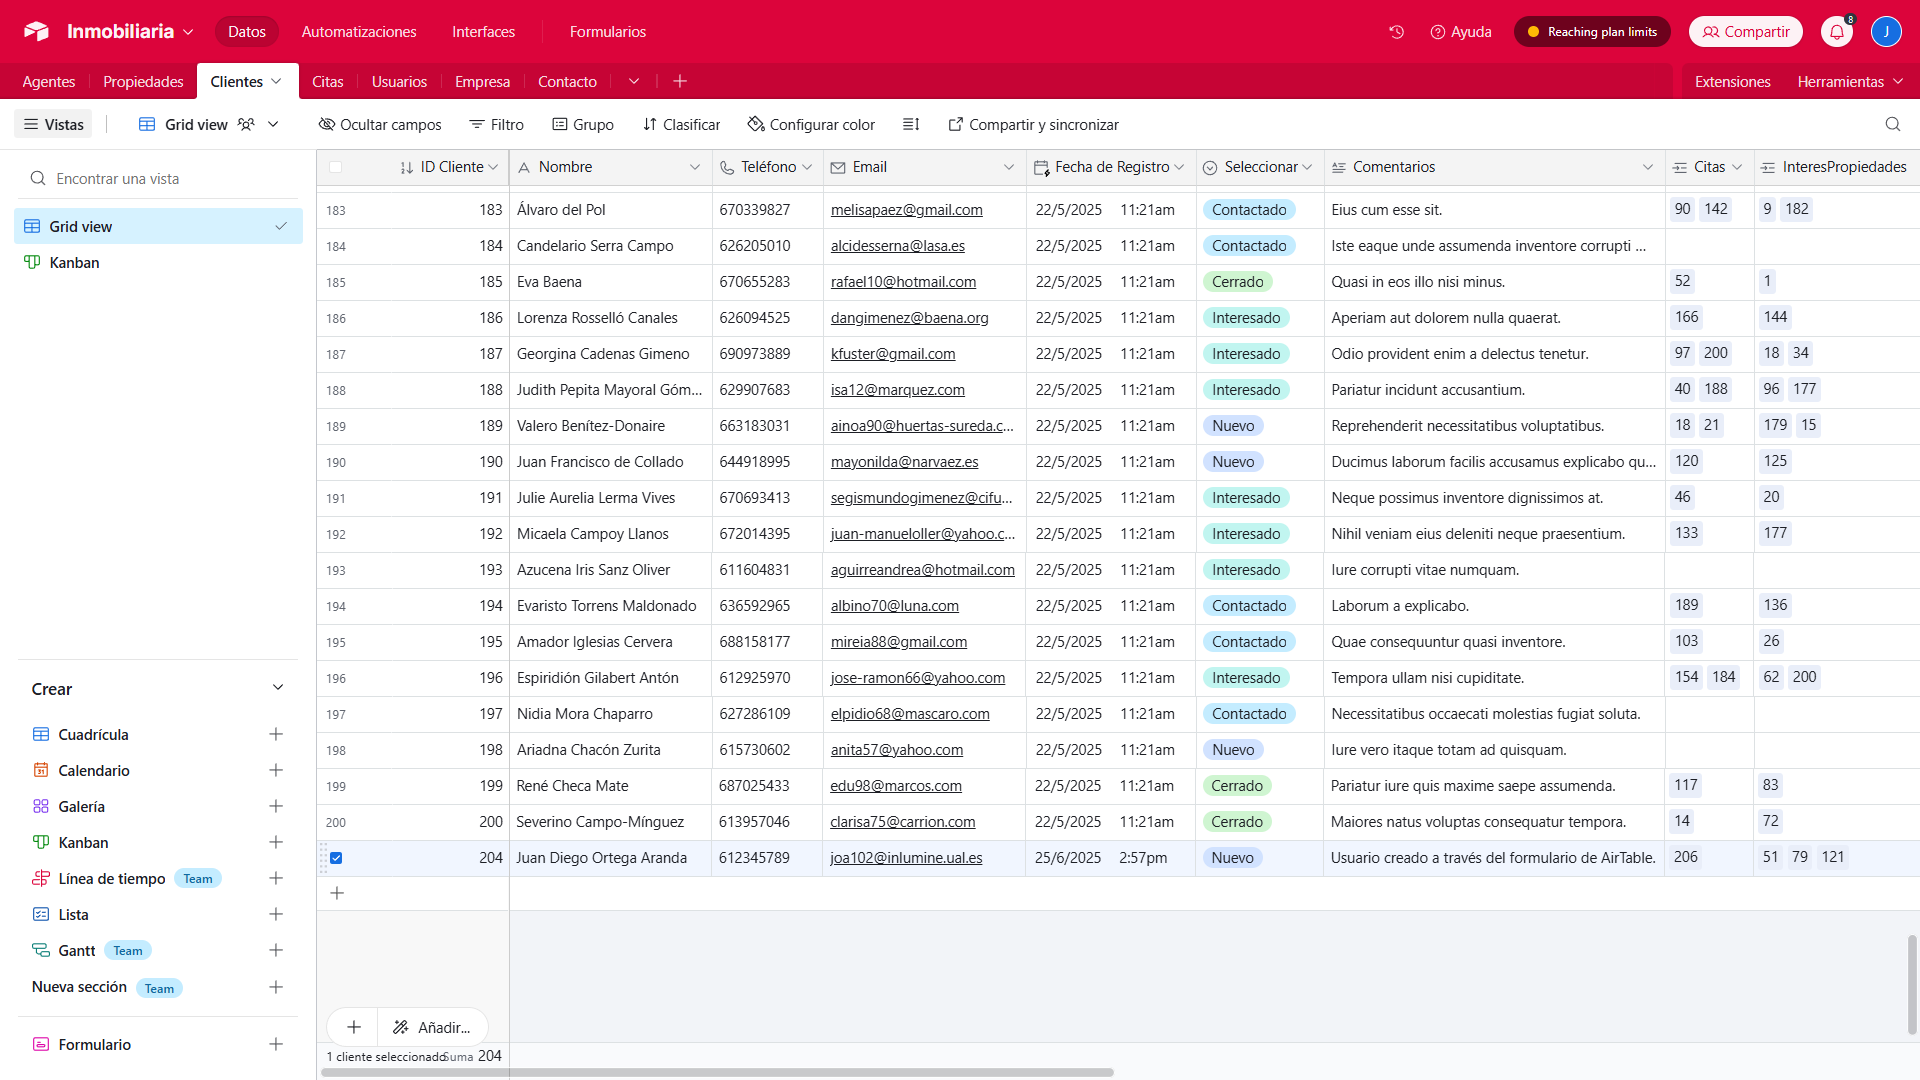 Inmobiliaria Datos Automatizaciones Interfaces Formularios Ayuda Reaching plan limits Compartir 8 J
Agentes Propiedades Clientes Citas Usuarios Empresa Contacto Extensiones Herramientas
Vistas Grid view Ocultar campos Filtro Grupo Clasificar Configurar color Compartir y sincronizar
Encontrar una vista
Grid view
Kanban
Crear
Cuadrícula
Calendario
Galería
Kanban
Línea de tiempo Team
Lista
Gantt Team
Nueva sección Team
Formulario
ID Cliente Nombre Teléfono Email Fecha de Registro Seleccionar Comentarios Citas InteresPropiedades
183 183 Álvaro del Pol 670339827 melisapaez@gmail.com 22/5/2025 11:21am Contactado Eius cum esse sit. 90 142 9 182
184 184 Candelario Serra Campo 626205010 alcidesserna@lasa.es 22/5/2025 11:21am Contactado Iste eaque unde assumenda inventore corrupti ...
185 185 Eva Baena 670655283 rafael10@hotmail.com 22/5/2025 11:21am Cerrado Quasi in eos illo nisi minus. 52 1
186 186 Lorenza Rosselló Canales 626094525 dangimenez@baena.org 22/5/2025 11:21am Interesado Aperiam aut dolorem nulla quaerat. 166 144
187 187 Georgina Cadenas Gimeno 690973889 kfuster@gmail.com 22/5/2025 11:21am Interesado Odio provident enim a delectus tenetur. 97 200 18 34
188 188 Judith Pepita Mayoral Góm... 629907683 isa12@marquez.com 22/5/2025 11:21am Interesado Pariatur incidunt accusantium. 40 188 96 177
189 189 Valero Benítez-Donaire 663183031 ainoa90@huertas-sureda.c... 22/5/2025 11:21am Nuevo Reprehenderit necessitatibus voluptatibus. 18 21 179 15
190 190 Juan Francisco de Collado 644918995 mayonilda@narvaez.es 22/5/2025 11:21am Nuevo Ducimus laborum facilis accusamus explicabo qu... 120 125
191 191 Julie Aurelia Lerma Vives 670693413 segismundogimenez@cifu... 22/5/2025 11:21am Interesado Neque possimus inventore dignissimos at. 46 20
192 192 Micaela Campoy Llanos 672014395 juan-manueloller@yahoo.c... 22/5/2025 11:21am Interesado Nihil veniam eius deleniti neque praesentium. 133 177
193 193 Azucena Iris Sanz Oliver 611604831 aguirreandrea@hotmail.com 22/5/2025 11:21am Interesado Iure corrupti vitae numquam.
194 194 Evaristo Torrens Maldonado 636592965 albino70@luna.com 22/5/2025 11:21am Contactado Laborum a explicabo. 189 136
195 195 Amador Iglesias Cervera 688158177 mireia88@gmail.com 22/5/2025 11:21am Contactado Quae consequuntur quasi inventore. 103 26
196 196 Espiridión Gilabert Antón 612925970 jose-ramon66@yahoo.com 22/5/2025 11:21am Interesado Tempora ullam nisi cupiditate. 154 184 62 200
197 197 Nidia Mora Chaparro 627286109 elpidio68@mascaro.com 22/5/2025 11:21am Contactado Necessitatibus occaecati molestias fugiat soluta.
198 198 Ariadna Chacón Zurita 615730602 anita57@yahoo.com 22/5/2025 11:21am Nuevo Iure vero itaque totam ad quisquam.
199 199 René Checa Mate 687025433 edu98@marcos.com 22/5/2025 11:21am Cerrado Pariatur iure quis maxime saepe assumenda. 117 83
200 200 Severino Campo-Mínguez 613957046 clarisa75@carrion.com 22/5/2025 11:21am Cerrado Maiores natus voluptas consequatur tempora. 14 72
204 Juan Diego Ortega Aranda 612345789 joa102@inlumine.ual.es 25/6/2025 2:57pm Nuevo Usuario creado a través del formulario de AirTable. 206 51 79 121
Añadir...
1 cliente seleccionado Suma 204